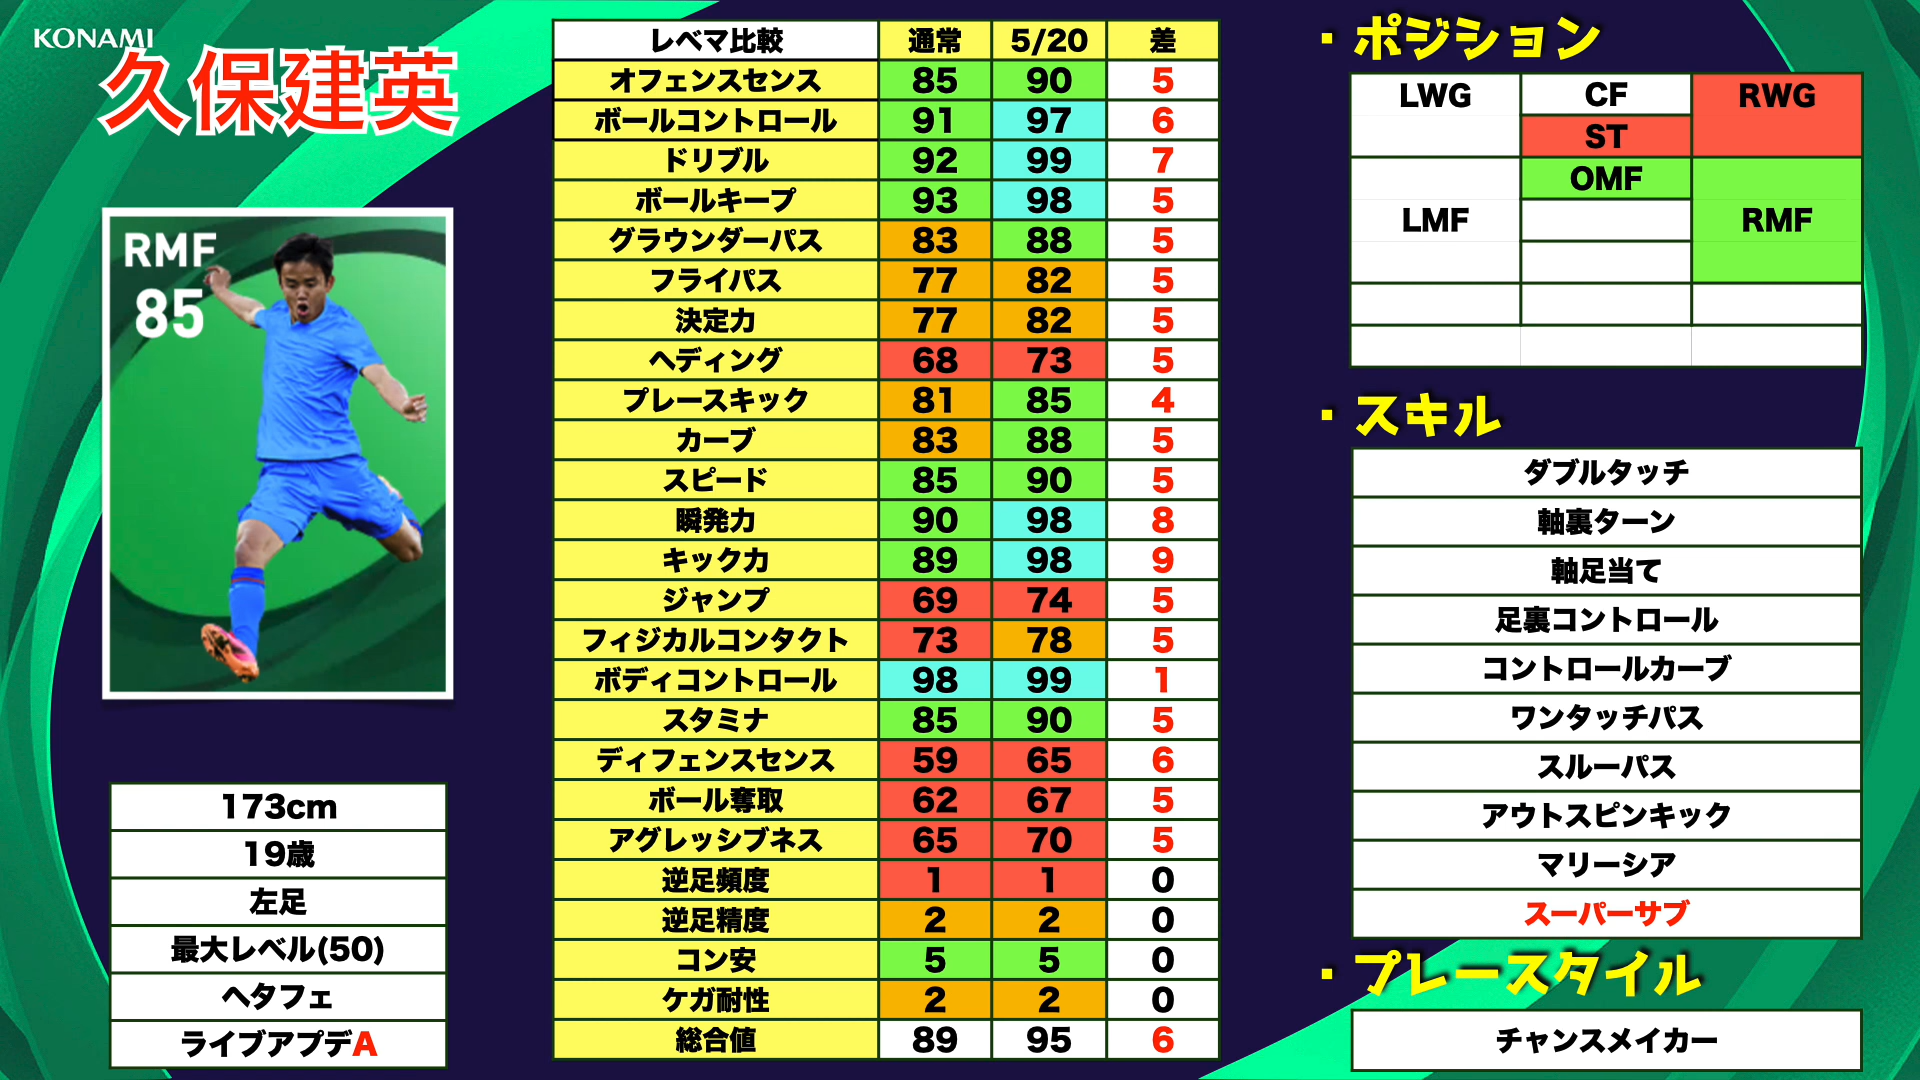 KONAMI
久保建英
RMF
85
173cm
19歳
左足
最大レベル(50)
ヘタフェ
ライブアプデA
レベマ比較 通常 5/20 差
オフェンスセンス 85 90 5
ボールコントロール 91 97 6
ドリブル 92 99 7
ボールキープ 93 98 5
グラウンダーパス 83 88 5
フライパス 77 82 5
決定力 77 82 5
ヘディング 68 73 5
プレースキック 81 85 4
カーブ 83 88 5
スピード 85 90 5
瞬発力 90 98 8
キック力 89 98 9
ジャンプ 69 74 5
フィジカルコンタクト 73 78 5
ボディコントロール 98 99 1
スタミナ 85 90 5
ディフェンスセンス 59 65 6
ボール奪取 62 67 5
アグレッシブネス 65 70 5
逆足頻度 1 1 0
逆足精度 2 2 0
コン安 5 5 0
ケガ耐性 2 2 0
総合値 89 95 6
・ポジション
LWG CF RWG
ST
OMF
LMF RMF
・スキル
ダブルタッチ
軸裏ターン
軸足当て
足裏コントロール
コントロールカーブ
ワンタッチパス
スルーパス
アウトスピンキック
マリーシア
スーパーサブ
・プレースタイル
チャンスメイカー